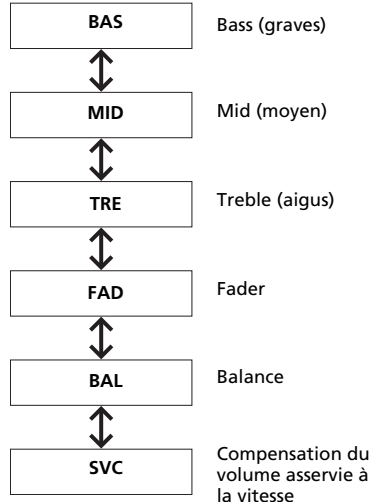 BAS Bass (graves)
MID Mid (moyen)
TRE Treble (aigus)
FAD Fader
BAL Balance
SVC Compensation du
volume asservie à
la vitesse